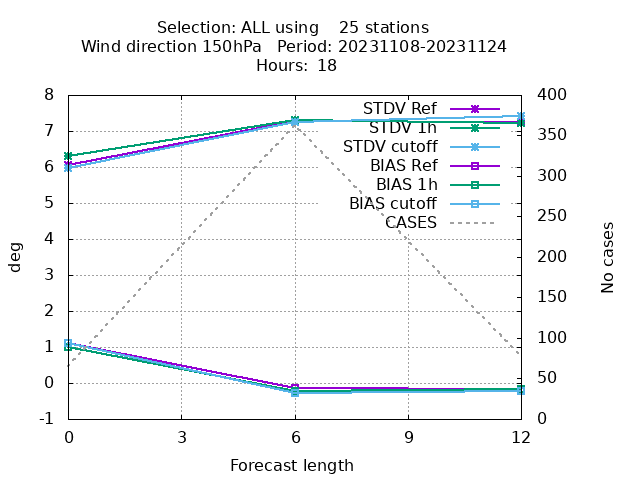 Selection: ALL using    25 stations
Wind direction 150hPa   Period: 20231108-20231124
Hours: 18
STDV Ref
STDV 1h
STDV cutoff
BIAS Ref
BIAS 1h
BIAS cutoff
CASES
8
7
6
5
4
3
2
1
0
-1
400
350
300
250
200
150
100
50
0
deg
No cases
0 3 6 9 12
Forecast length